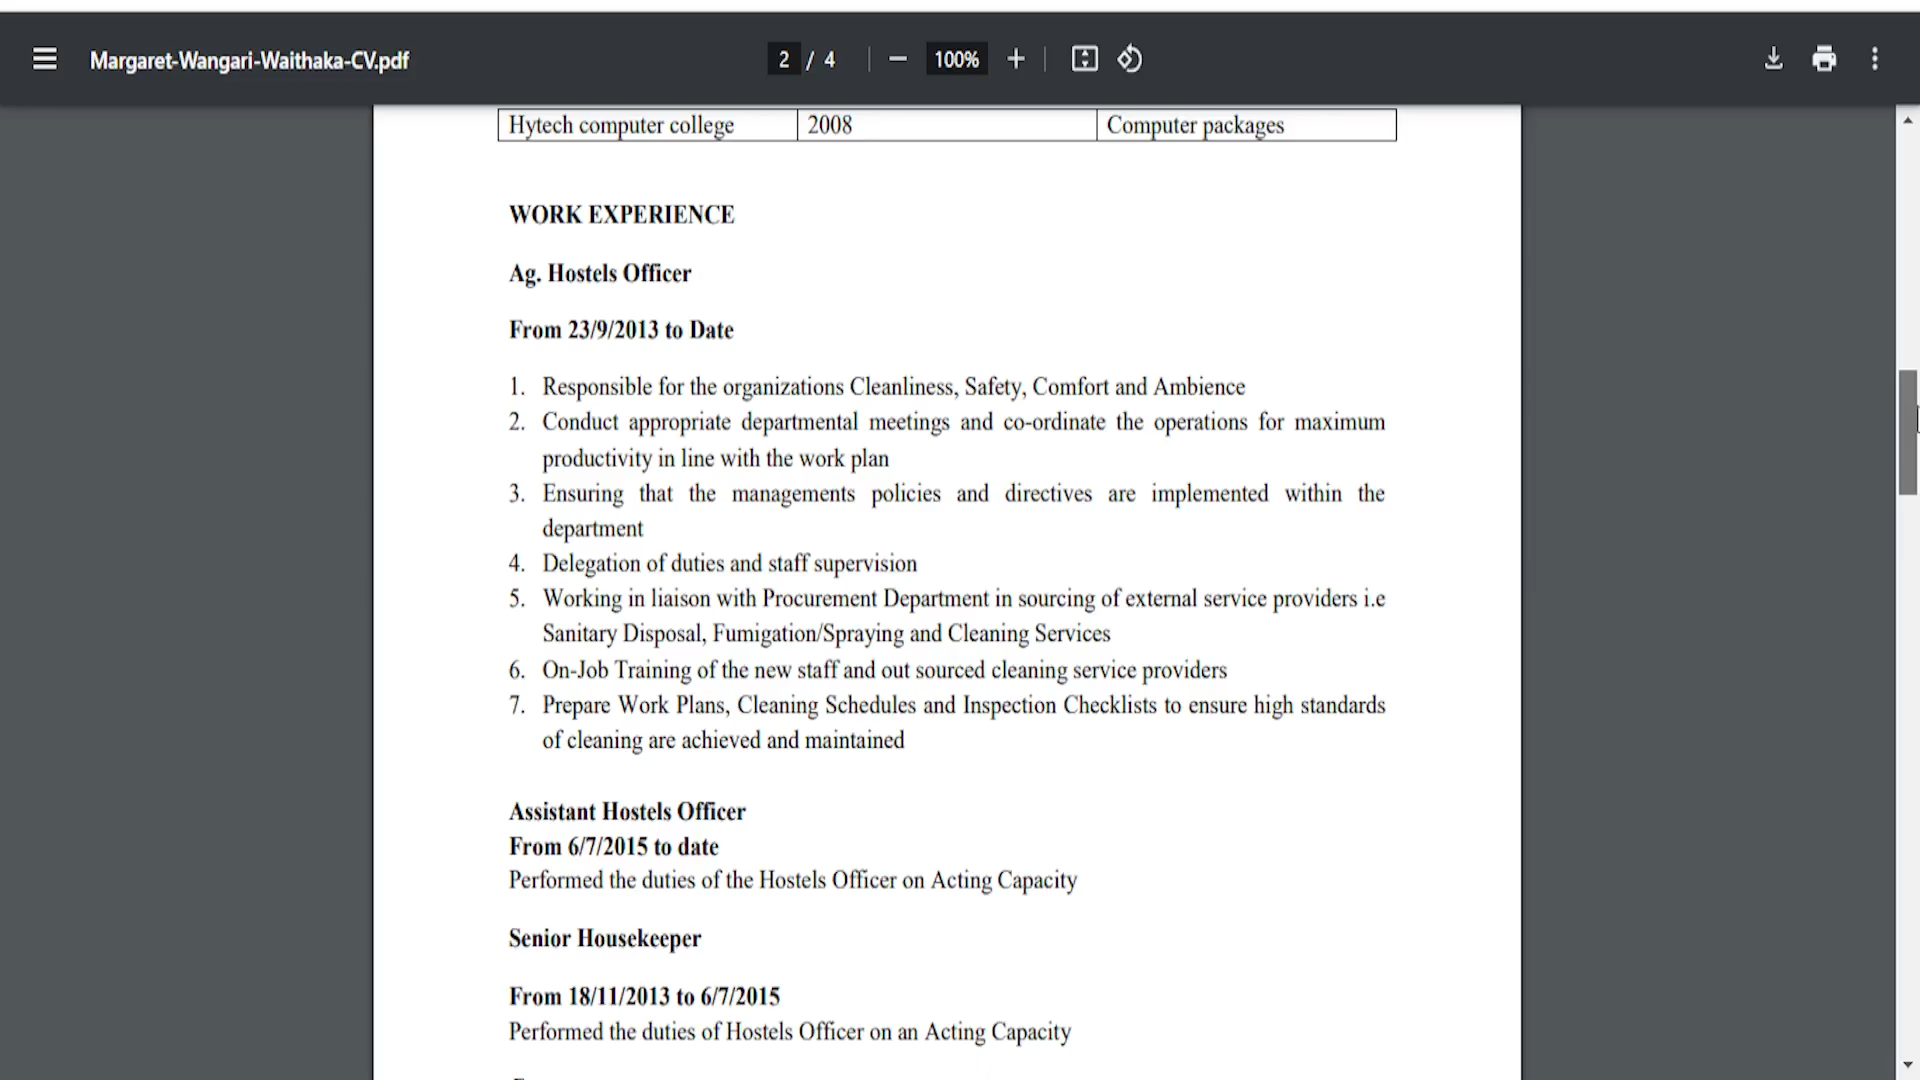 Margaret-Wangari-Waithaka-CV.pdf
2 / 4
100%
Hytech computer college 2008 Computer packages
WORK EXPERIENCE
Ag. Hostels Officer
From 23/9/2013 to Date
1. Responsible for the organizations Cleanliness, Safety, Comfort and Ambience
2. Conduct appropriate departmental meetings and co-ordinate the operations for maximum
productivity in line with the work plan
3. Ensuring that the managements policies and directives are implemented within the
department
4. Delegation of duties and staff supervision
5. Working in liaison with Procurement Department in sourcing of external service providers i.e
Sanitary Disposal, Fumigation/Spraying and Cleaning Services
6. On-Job Training of the new staff and out sourced cleaning service providers
7. Prepare Work Plans, Cleaning Schedules and Inspection Checklists to ensure high standards
of cleaning are achieved and maintained
Assistant Hostels Officer
From 6/7/2015 to date
Performed the duties of the Hostels Officer on Acting Capacity
Senior Housekeeper
From 18/11/2013 to 6/7/2015
Performed the duties of Hostels Officer on an Acting Capacity